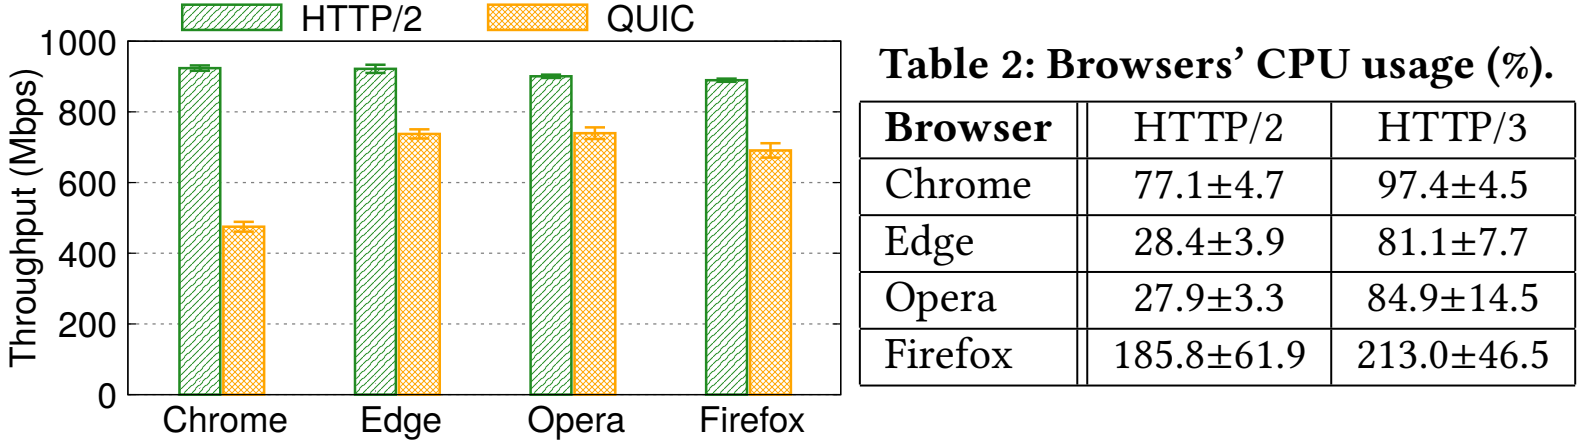 HTTP/2 QUIC
Throughput (Mbps)
1000
800
600
400
200
0
Chrome Edge Opera Firefox
Table 2: Browsers’ CPU usage (%).
Browser HTTP/2 HTTP/3
Chrome 77.1±4.7 97.4±4.5
Edge 28.4±3.9 81.1±7.7
Opera 27.9±3.3 84.9±14.5
Firefox 185.8±61.9 213.0±46.5